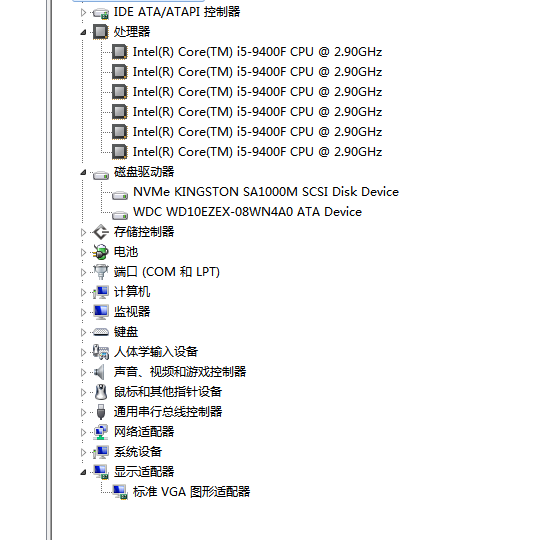 IDE ATA/ATAPI 控制器
处理器
Intel(R) Core(TM) i5-9400F CPU @ 2.90GHz
Intel(R) Core(TM) i5-9400F CPU @ 2.90GHz
Intel(R) Core(TM) i5-9400F CPU @ 2.90GHz
Intel(R) Core(TM) i5-9400F CPU @ 2.90GHz
Intel(R) Core(TM) i5-9400F CPU @ 2.90GHz
Intel(R) Core(TM) i5-9400F CPU @ 2.90GHz
磁盘驱动器
NVMe KINGSTON SA1000M SCSI Disk Device
WDC WD10EZEX-08WN4A0 ATA Device
存储控制器
电池
端口 (COM 和 LPT)
计算机
监视器
键盘
人体学输入设备
声音、视频和游戏控制器
鼠标和其他指针设备
通用串行总线控制器
网络适配器
系统设备
显示适配器
标准 VGA 图形适配器